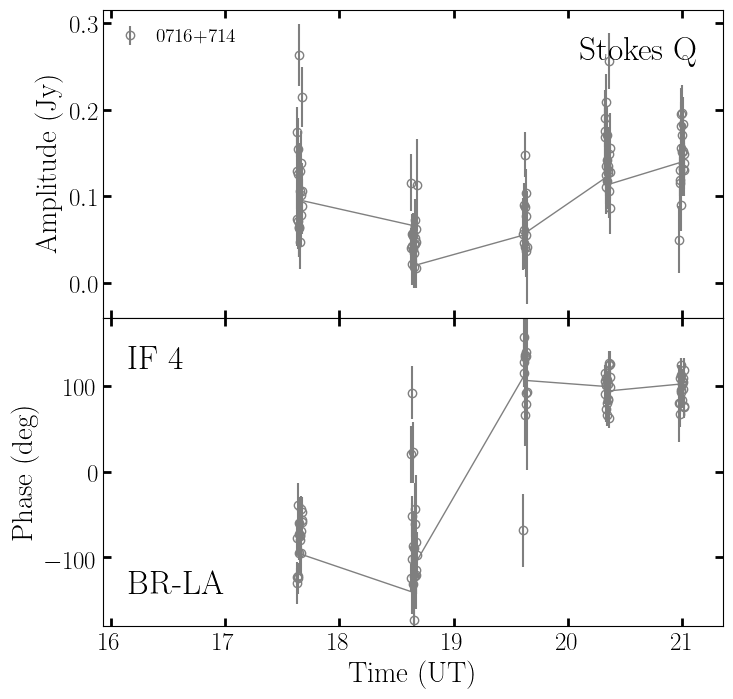 0716+714
Stokes Q
0.3
0.2
0.1
0.0
Amplitude (Jy)
IF 4
100
0
−100
Phase (deg)
BR-LA
16 17 18 19 20 21
Time (UT)